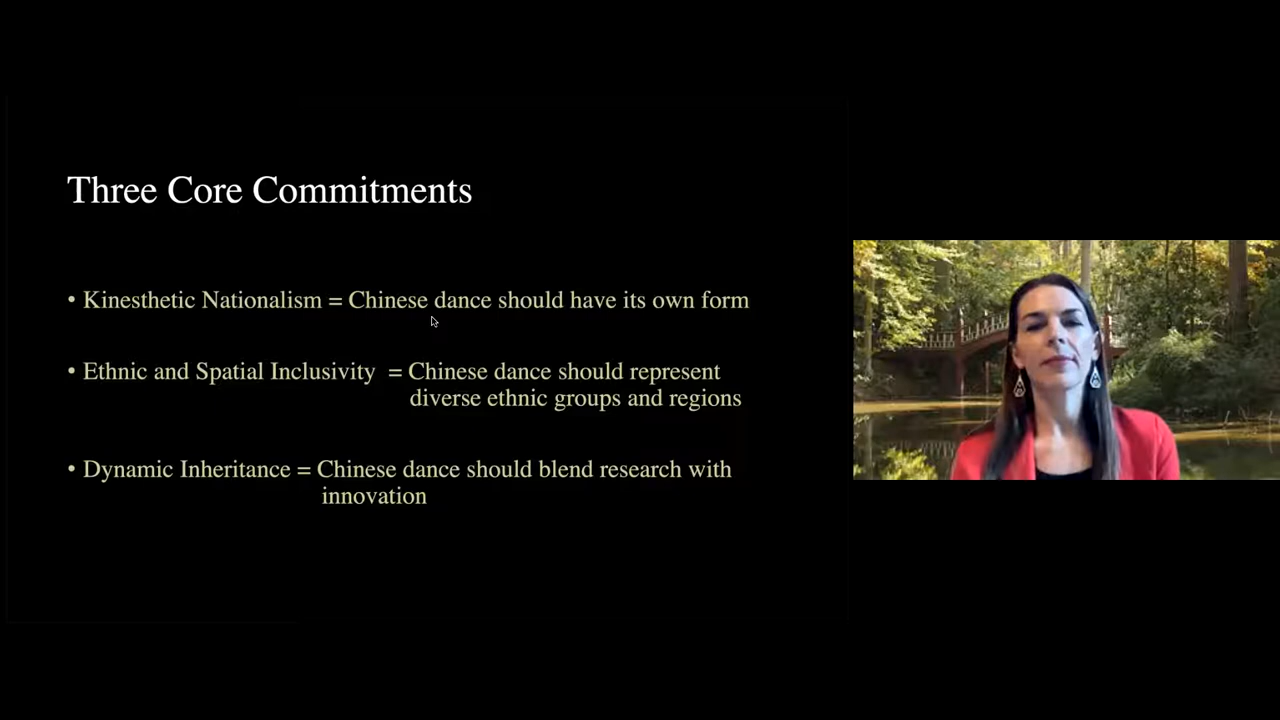 Three Core Commitments
• Kinesthetic Nationalism = Chinese dance should have its own form
• Ethnic and Spatial Inclusivity = Chinese dance should represent
diverse ethnic groups and regions
• Dynamic Inheritance = Chinese dance should blend research with
innovation